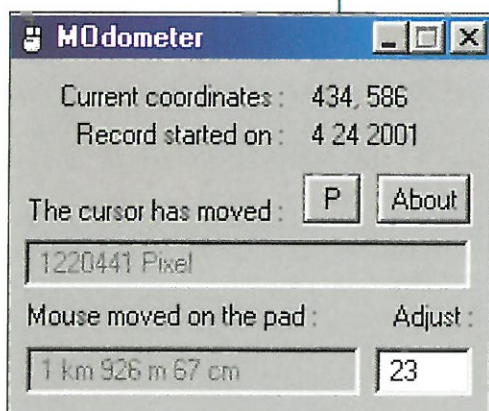 MOdometer
Current coordinates : 434, 586
Record started on : 4 24 2001
The cursor has moved : P About
1220441 Pixel
Mouse moved on the pad : Adjust :
1 km 926 m 67 cm 23